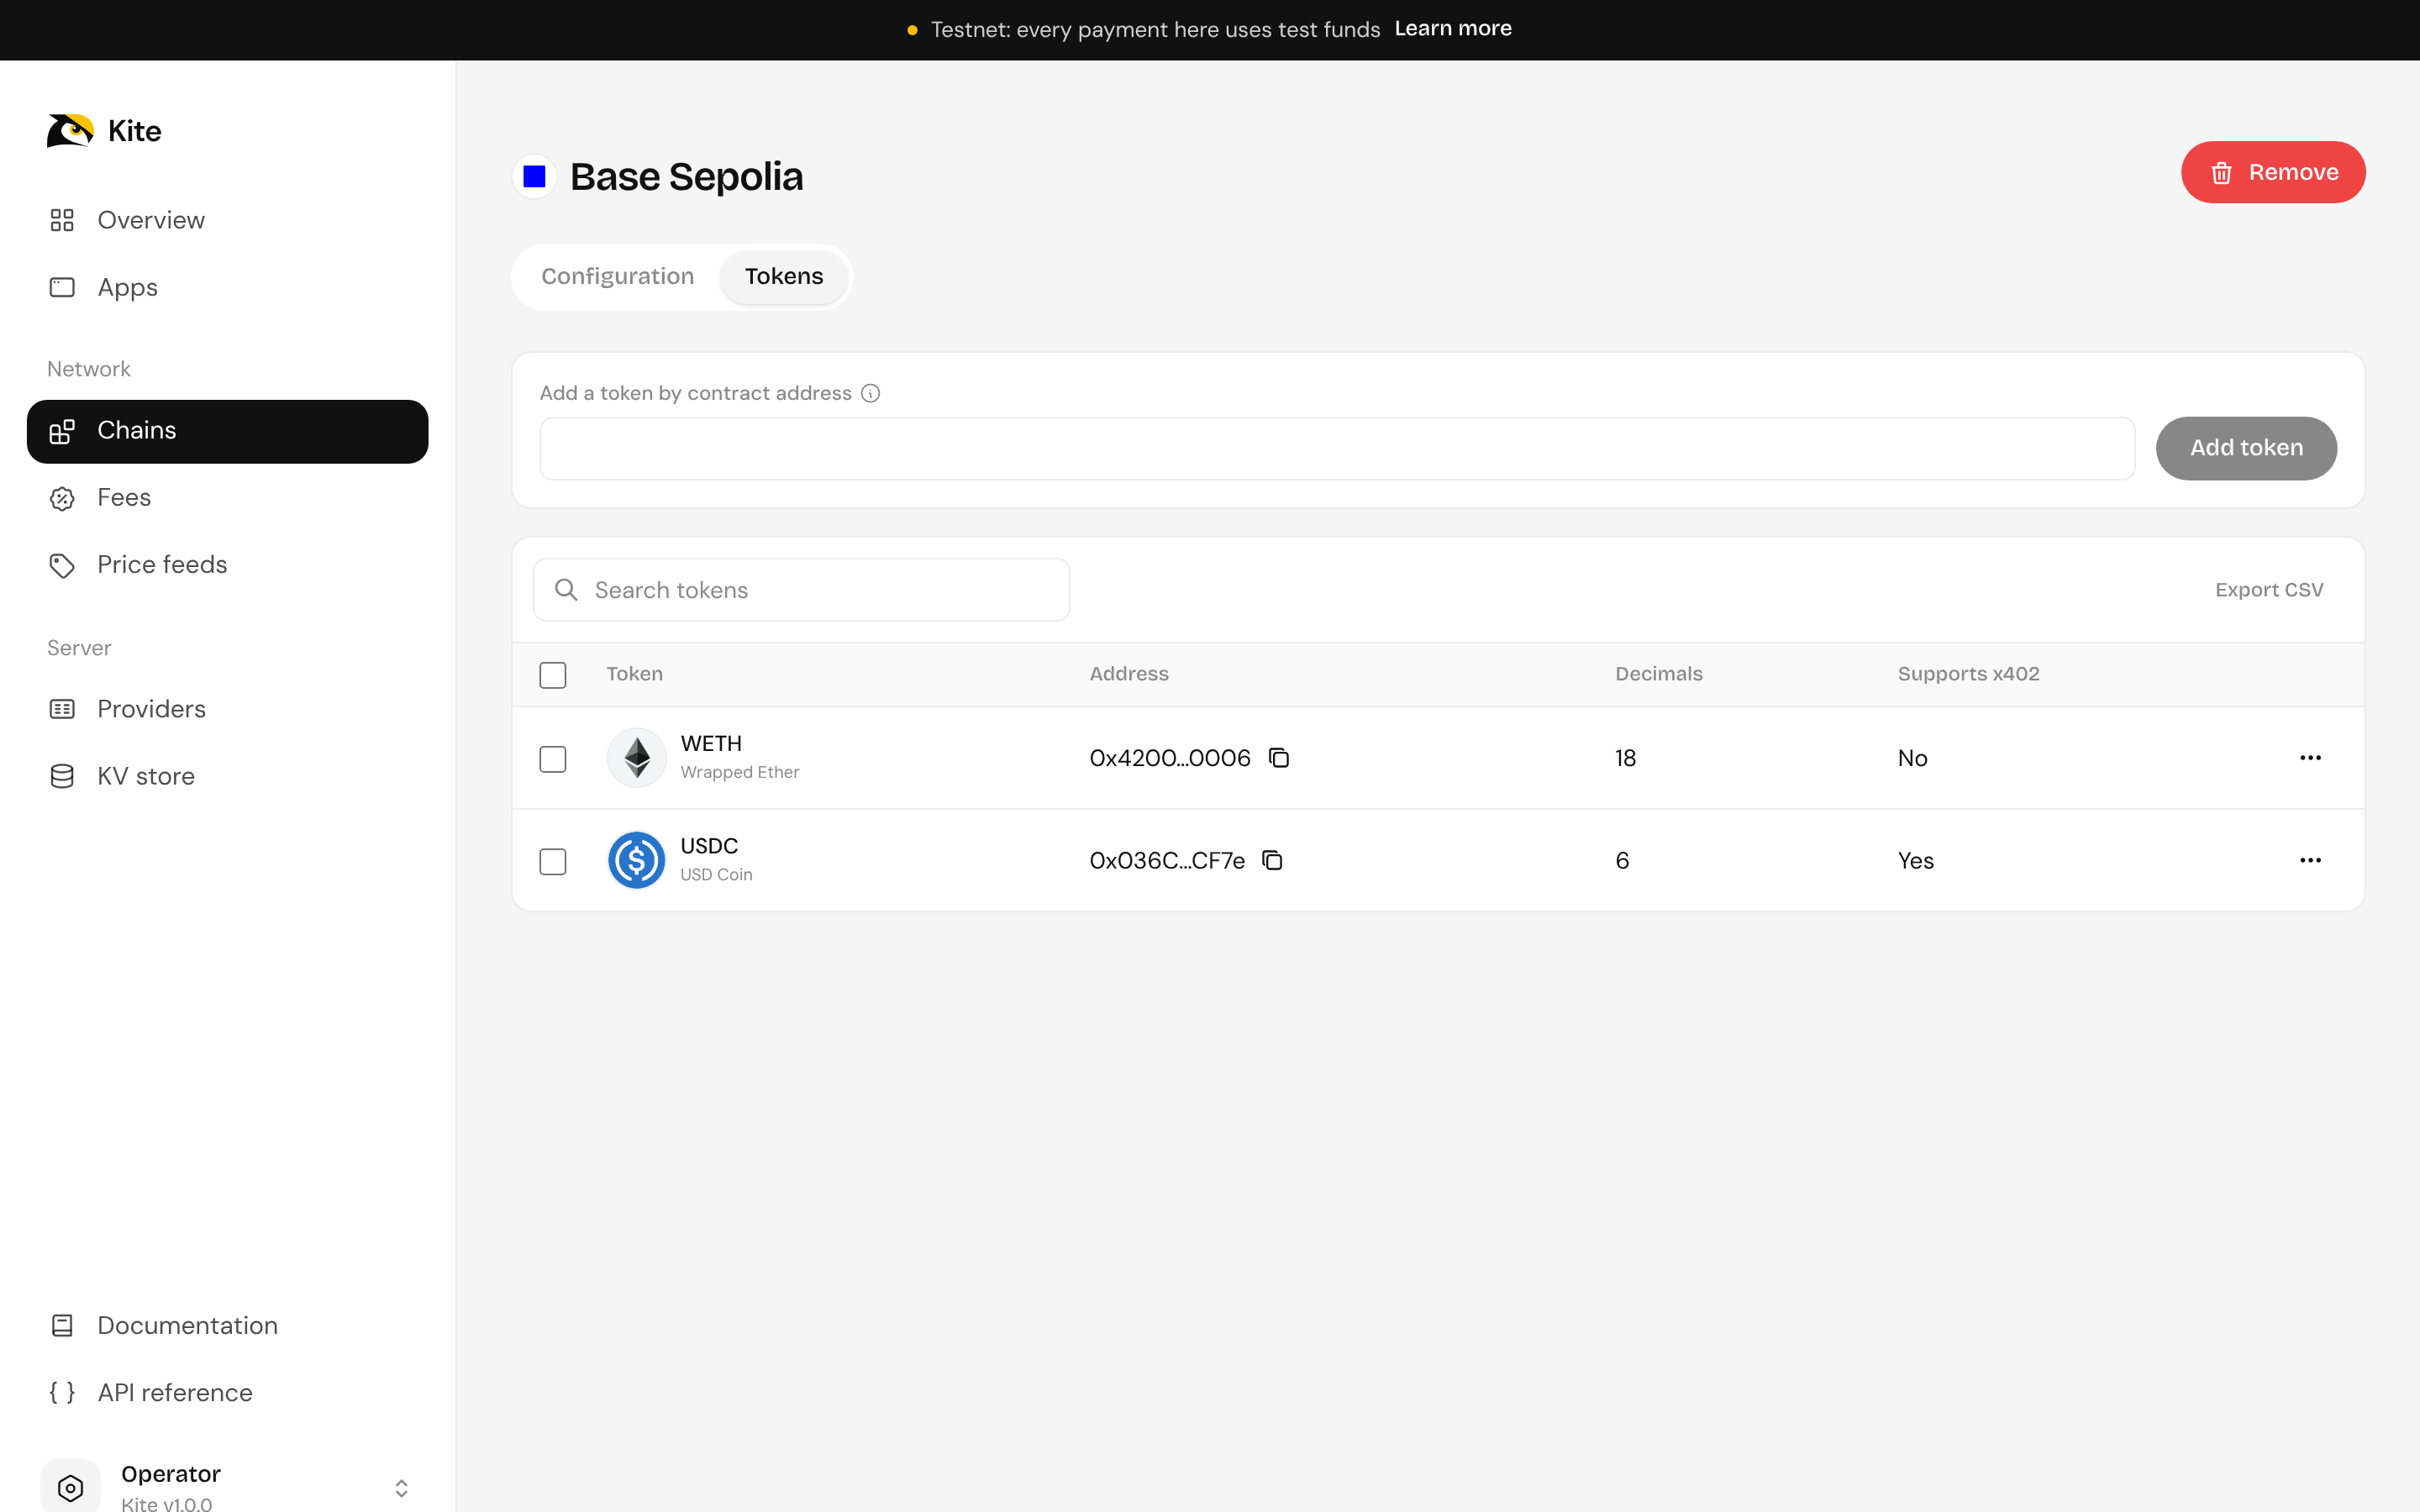 Testnet: every payment here uses test funds Learn more
Kite
Overview
Apps
Network
Chains
Fees
Price feeds
Server
Providers
KV store
Documentation
API reference
Operator
Kite v1.0.0
Base Sepolia
Remove
Configuration Tokens
Add a token by contract address
Add token
Search tokens
Export CSV
Token Address Decimals Supports x402
WETH
Wrapped Ether
0x4200...0006 18 No
USDC
USD Coin
0x036C...CF7e 6 Yes